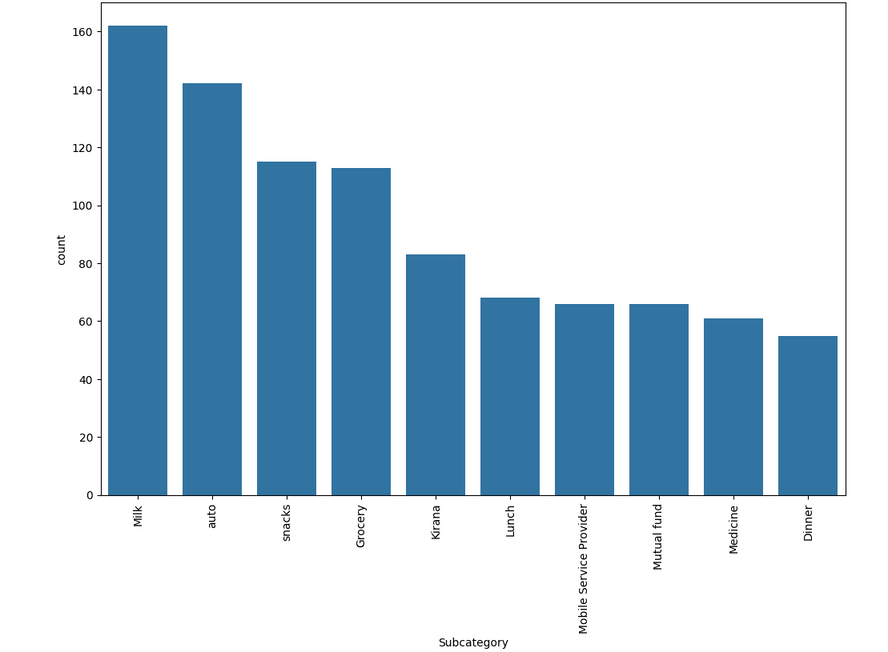 160
140
120
100
80
60
40
20
0
count
Milk
auto
snacks
Grocery
Kirana
Lunch
Mobile Service Provider
Mutual fund
Medicine
Dinner
Subcategory